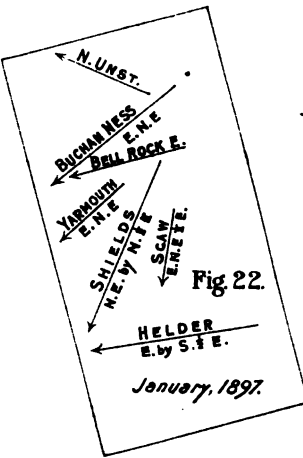 N. UNST.
BUCHAN NESS
E.N.E
BELL ROCK E.
YARMOUTH
E.N.E
SHIELDS
N.E. by N.½E
SCAW
E.N.E½E.
Fig. 22.
HELDER
E. by S.½E.
January, 1897.